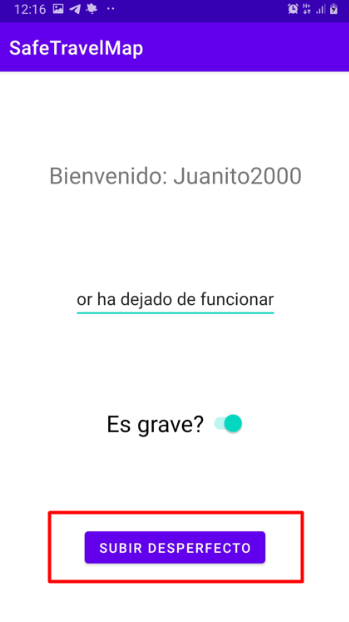 12:16
SafeTravelMap
Bienvenido: Juanito2000
or ha dejado de funcionar
Es grave?
SUBIR DESPERFECTO